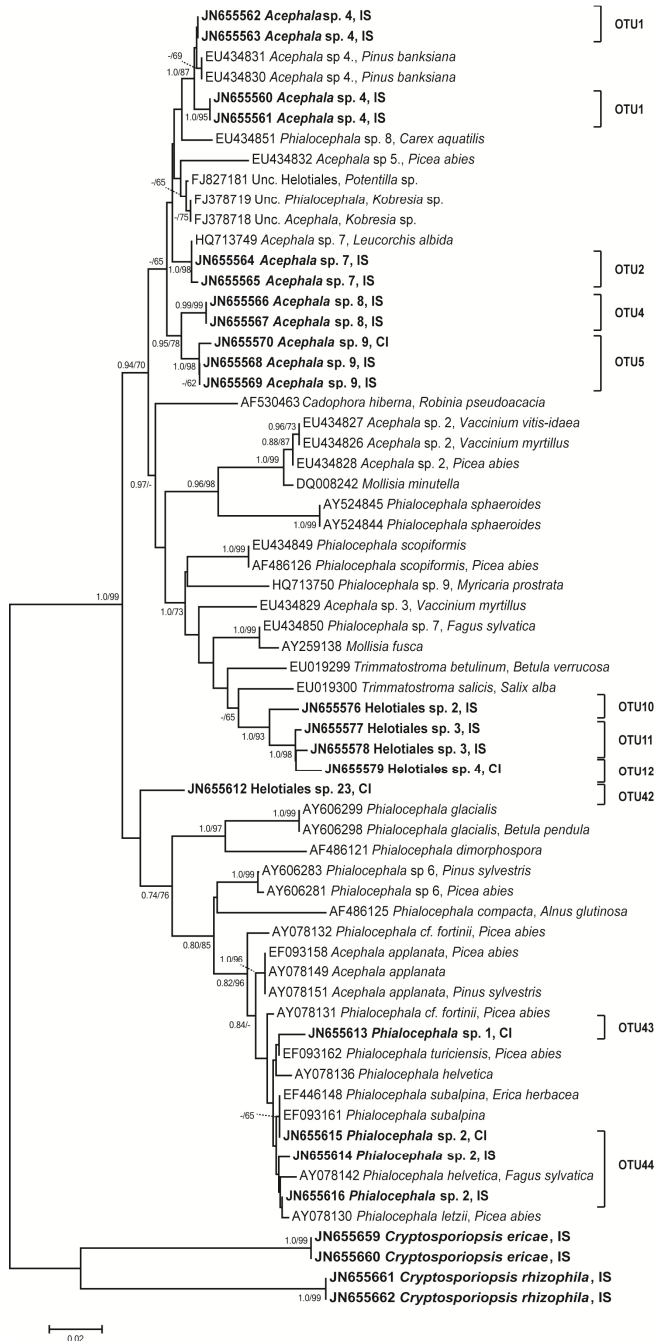 JN655562 Acephala sp. 4, IS
OTU1
JN655563 Acephala sp. 4, IS
-/69
EU434831 Acephala sp 4., Pinus banksiana
1.0/87
EU434830 Acephala sp 4., Pinus banksiana
JN655560 Acephala sp. 4, IS
OTU1
1.0/95
JN655561 Acephala sp. 4, IS
EU434851 Phialocephala sp. 8, Carex aquatilis
EU434832 Acephala sp 5., Picea abies
-/65
FJ827181 Unc. Helotiales, Potentilla sp.
FJ378719 Unc. Phialocephala, Kobresia sp.
-/75
FJ378718 Unc. Acephala, Kobresia sp.
HQ713749 Acephala sp. 7, Leucorchis albida
-/65
JN655564 Acephala sp. 7, IS
OTU2
1.0/98
JN655565 Acephala sp. 7, IS
0.99/99
JN655566 Acephala sp. 8, IS
OTU4
JN655567 Acephala sp. 8, IS
0.95/78
JN655570 Acephala sp. 9, CI
1.0/98
JN655568 Acephala sp. 9, IS
OTU5
0.94/70
-/62
JN655569 Acephala sp. 9, IS
AF530463 Cadophora hiberna, Robinia pseudoacacia
0.96/73
EU434827 Acephala sp. 2, Vaccinium vitis-idaea
0.88/87
EU434826 Acephala sp. 2, Vaccinium myrtillus
1.0/99
EU434828 Acephala sp. 2, Picea abies
0.97/-
0.96/98
DQ008242 Mollisia minutella
AY524845 Phialocephala sphaeroides
1.0/99
AY524844 Phialocephala sphaeroides
1.0/99
EU434849 Phialocephala scopiformis
AF486126 Phialocephala scopiformis, Picea abies
HQ713750 Phialocephala sp. 9, Myricaria prostrata
1.0/99
1.0/73
EU434829 Acephala sp. 3, Vaccinium myrtillus
1.0/99
EU434850 Phialocephala sp. 7, Fagus sylvatica
AY259138 Mollisia fusca
EU019299 Trimmatostroma betulinum, Betula verrucosa
EU019300 Trimmatostroma salicis, Salix alba
-/65
JN655576 Helotiales sp. 2, IS
OTU10
1.0/93
JN655577 Helotiales sp. 3, IS
OTU11
1.0/98
JN655578 Helotiales sp. 3, IS
JN655579 Helotiales sp. 4, CI
OTU12
JN655612 Helotiales sp. 23, CI
OTU42
1.0/99
AY606299 Phialocephala glacialis
1.0/97
AY606298 Phialocephala glacialis, Betula pendula
AF486121 Phialocephala dimorphospora
1.0/99
AY606283 Phialocephala sp 6, Pinus sylvestris
0.74/76
AY606281 Phialocephala sp 6, Picea abies
AF486125 Phialocephala compacta, Alnus glutinosa
0.80/85
AY078132 Phialocephala cf. fortinii, Picea abies
1.0/96
EF093158 Acephala applanata, Picea abies
AY078149 Acephala applanata
0.82/96
AY078151 Acephala applanata, Pinus sylvestris
AY078131 Phialocephala cf. fortinii, Picea abies
0.84/-
JN655613 Phialocephala sp. 1, CI
OTU43
EF093162 Phialocephala turiciensis, Picea abies
AY078136 Phialocephala helvetica
EF446148 Phialocephala subalpina, Erica herbacea
-/65
EF093161 Phialocephala subalpina
JN655615 Phialocephala sp. 2, CI
JN655614 Phialocephala sp. 2, IS
OTU44
AY078142 Phialocephala helvetica, Fagus sylvatica
JN655616 Phialocephala sp. 2, IS
AY078130 Phialocephala letzii, Picea abies
1.0/99
JN655659 Cryptosporiopsis ericae, IS
JN655660 Cryptosporiopsis ericae, IS
JN655661 Cryptosporiopsis rhizophila, IS
1.0/99
JN655662 Cryptosporiopsis rhizophila, IS
0.02